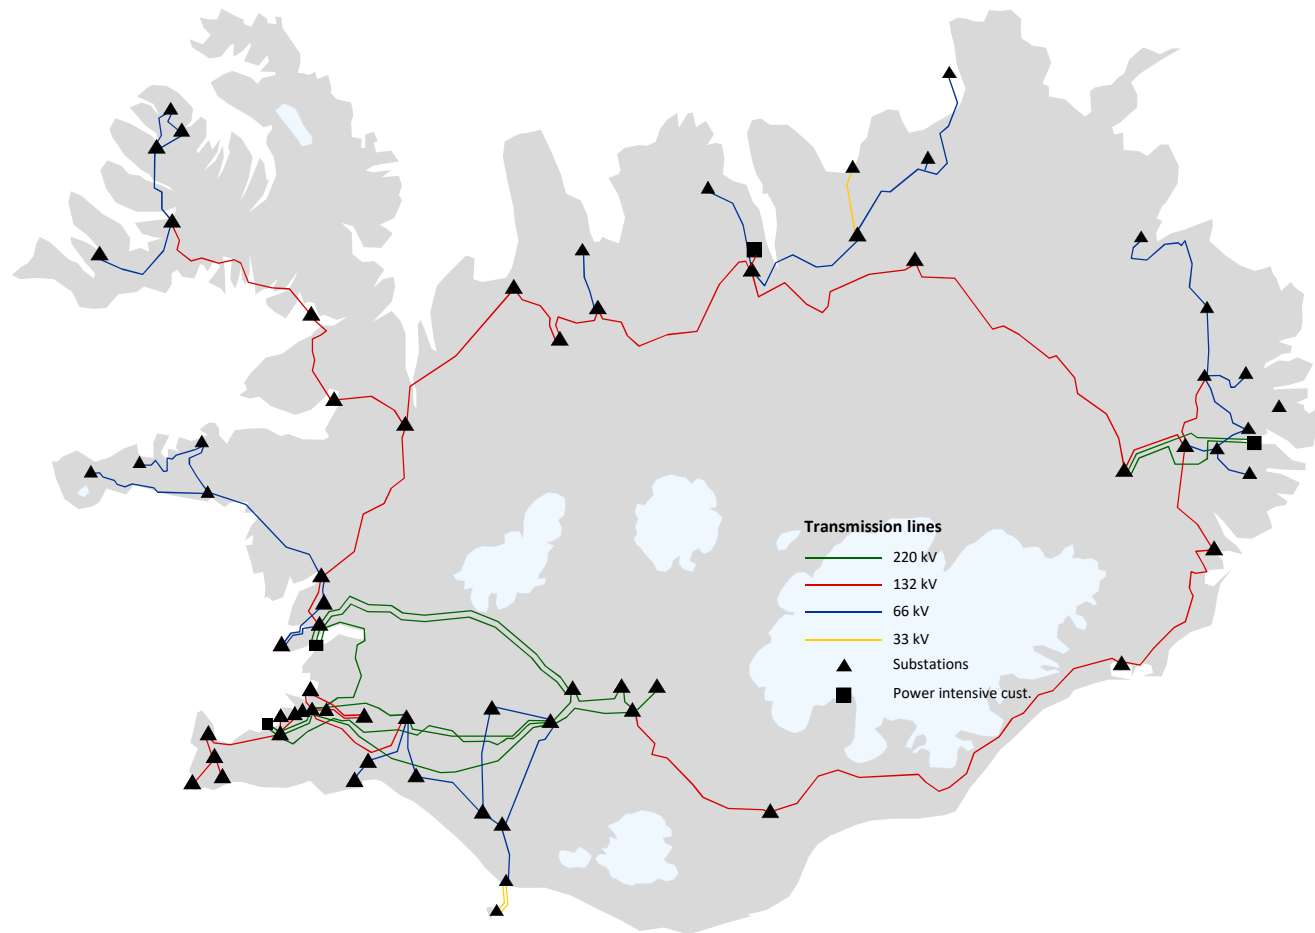 Transmission lines
220 kV
132 kV
66 kV
33 kV
Substations
Power intensive cust.